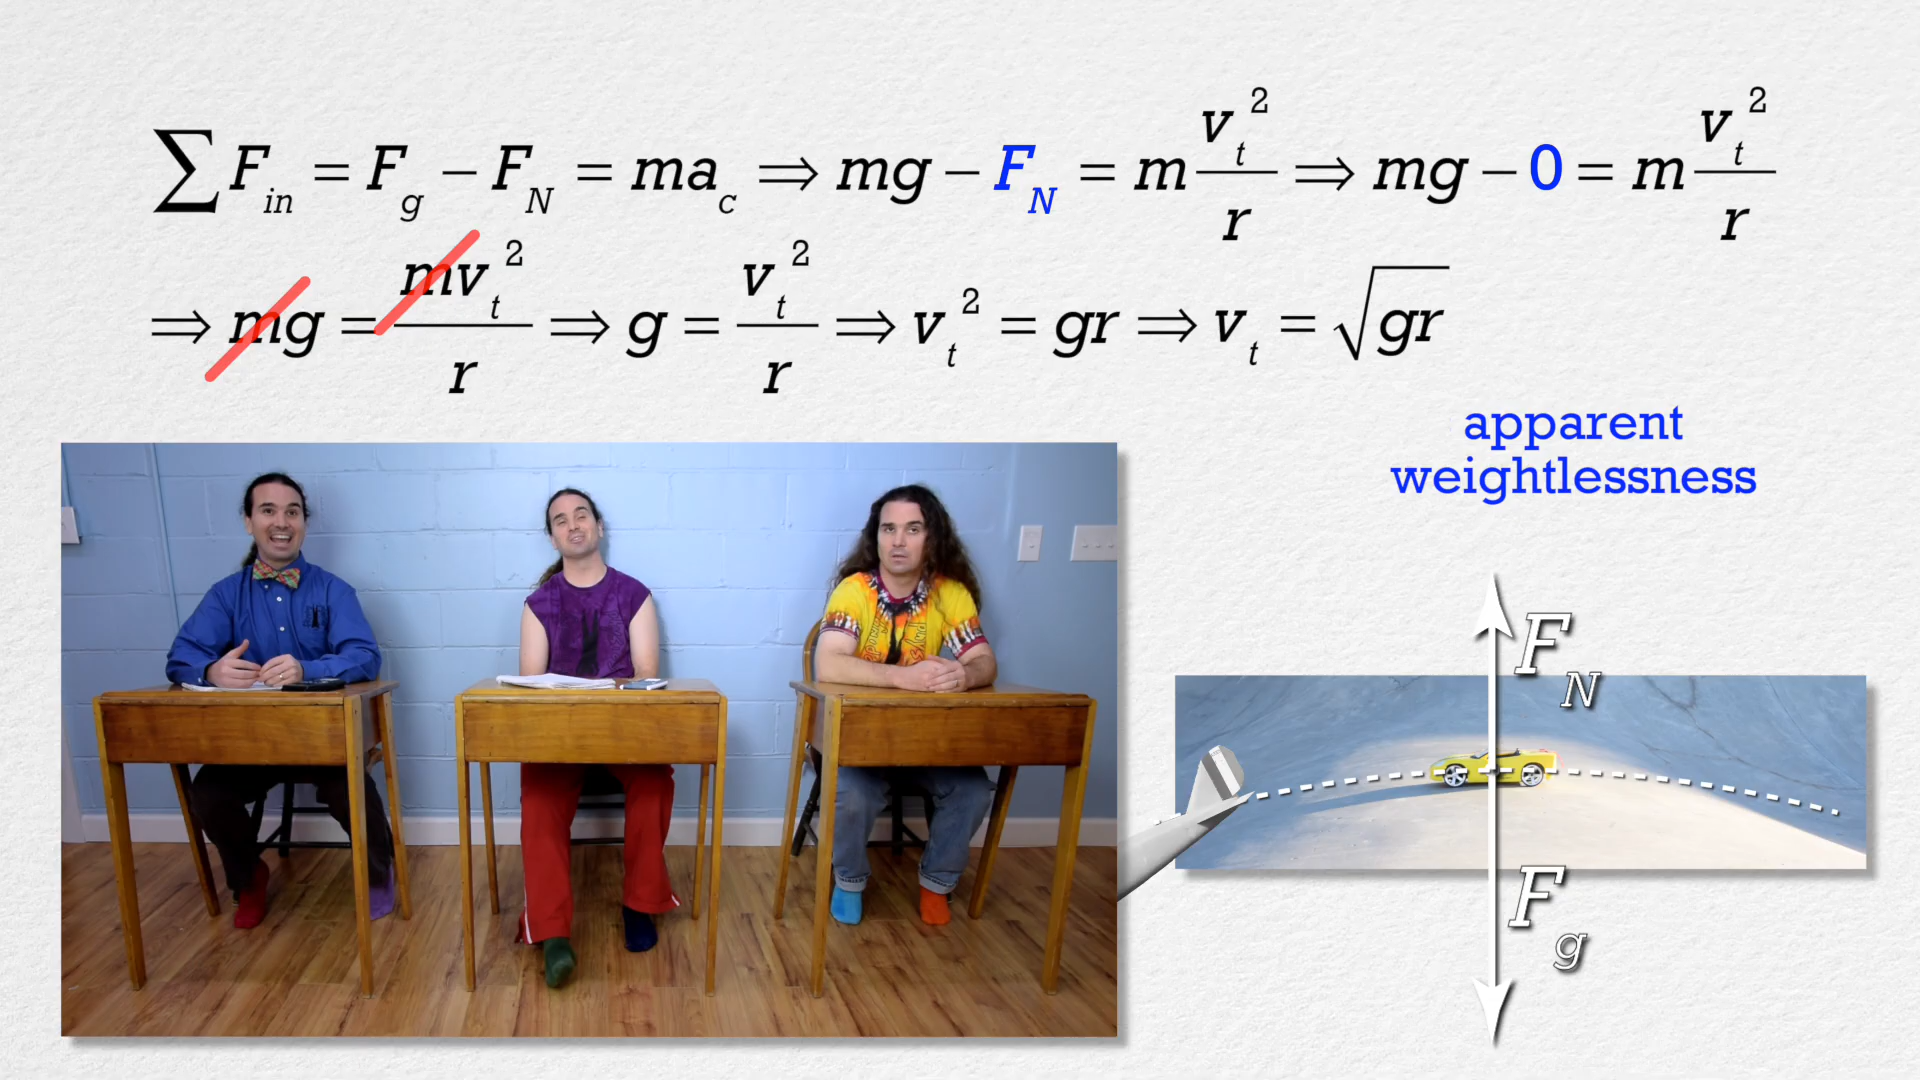 ∑F_in = F_g − F_N = ma_c ⇒ mg − F_N = m v_t²/r ⇒ mg − 0 = m v_t²/r
⇒ mg = mv_t²/r ⇒ g = v_t²/r ⇒ v_t² = gr ⇒ v_t = √gr
apparent
weightlessness
F_N
F_g